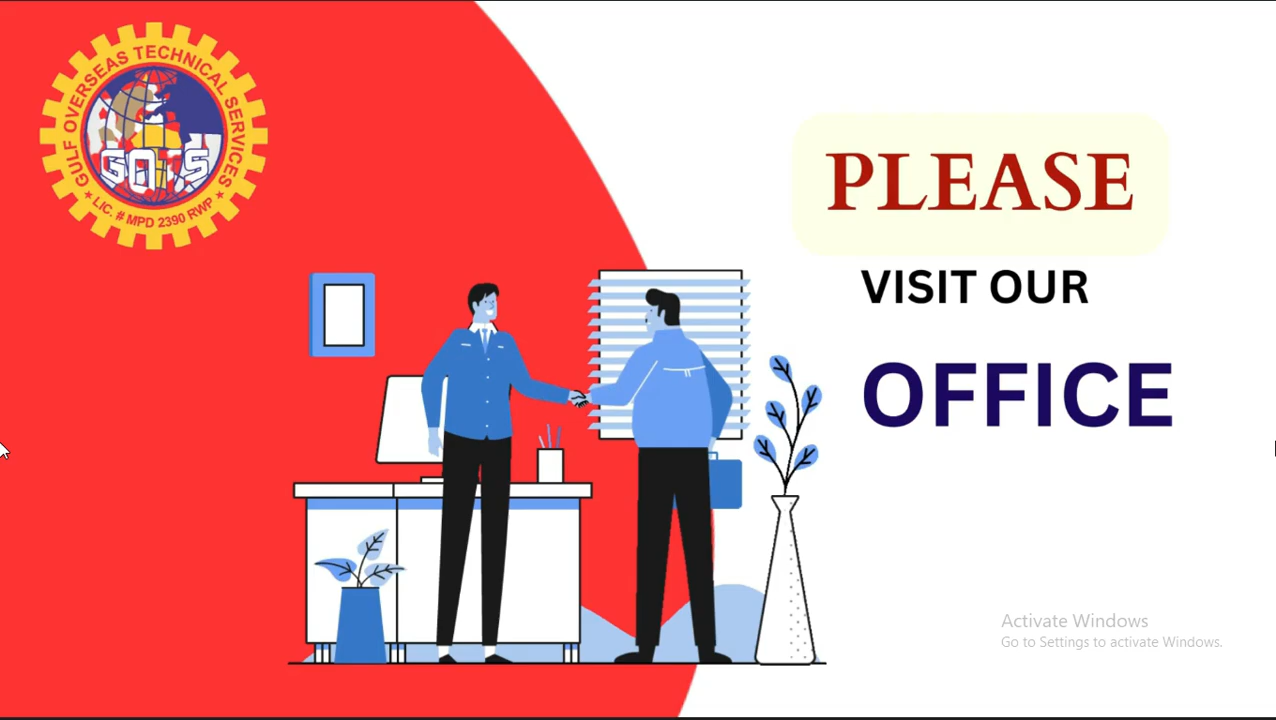 GULF OVERSEAS TECHNICAL SERVICES
GOTS
★ LIC. # MPD 2390 RWP ★
PLEASE
VISIT OUR
OFFICE
Activate Windows
Go to Settings to activate Windows.